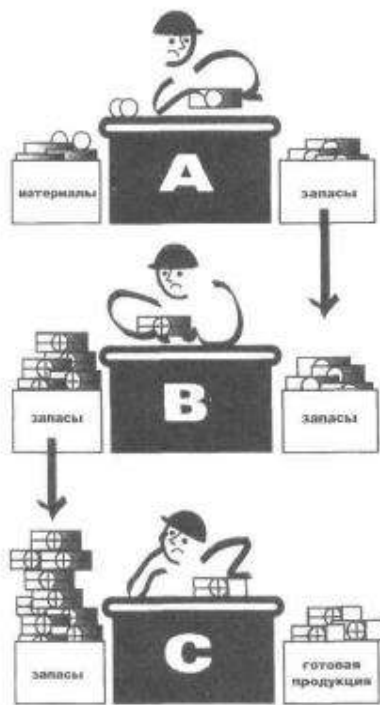 A
материалы
запасы
B
запасы
запасы
C
запасы
готовая
продукция